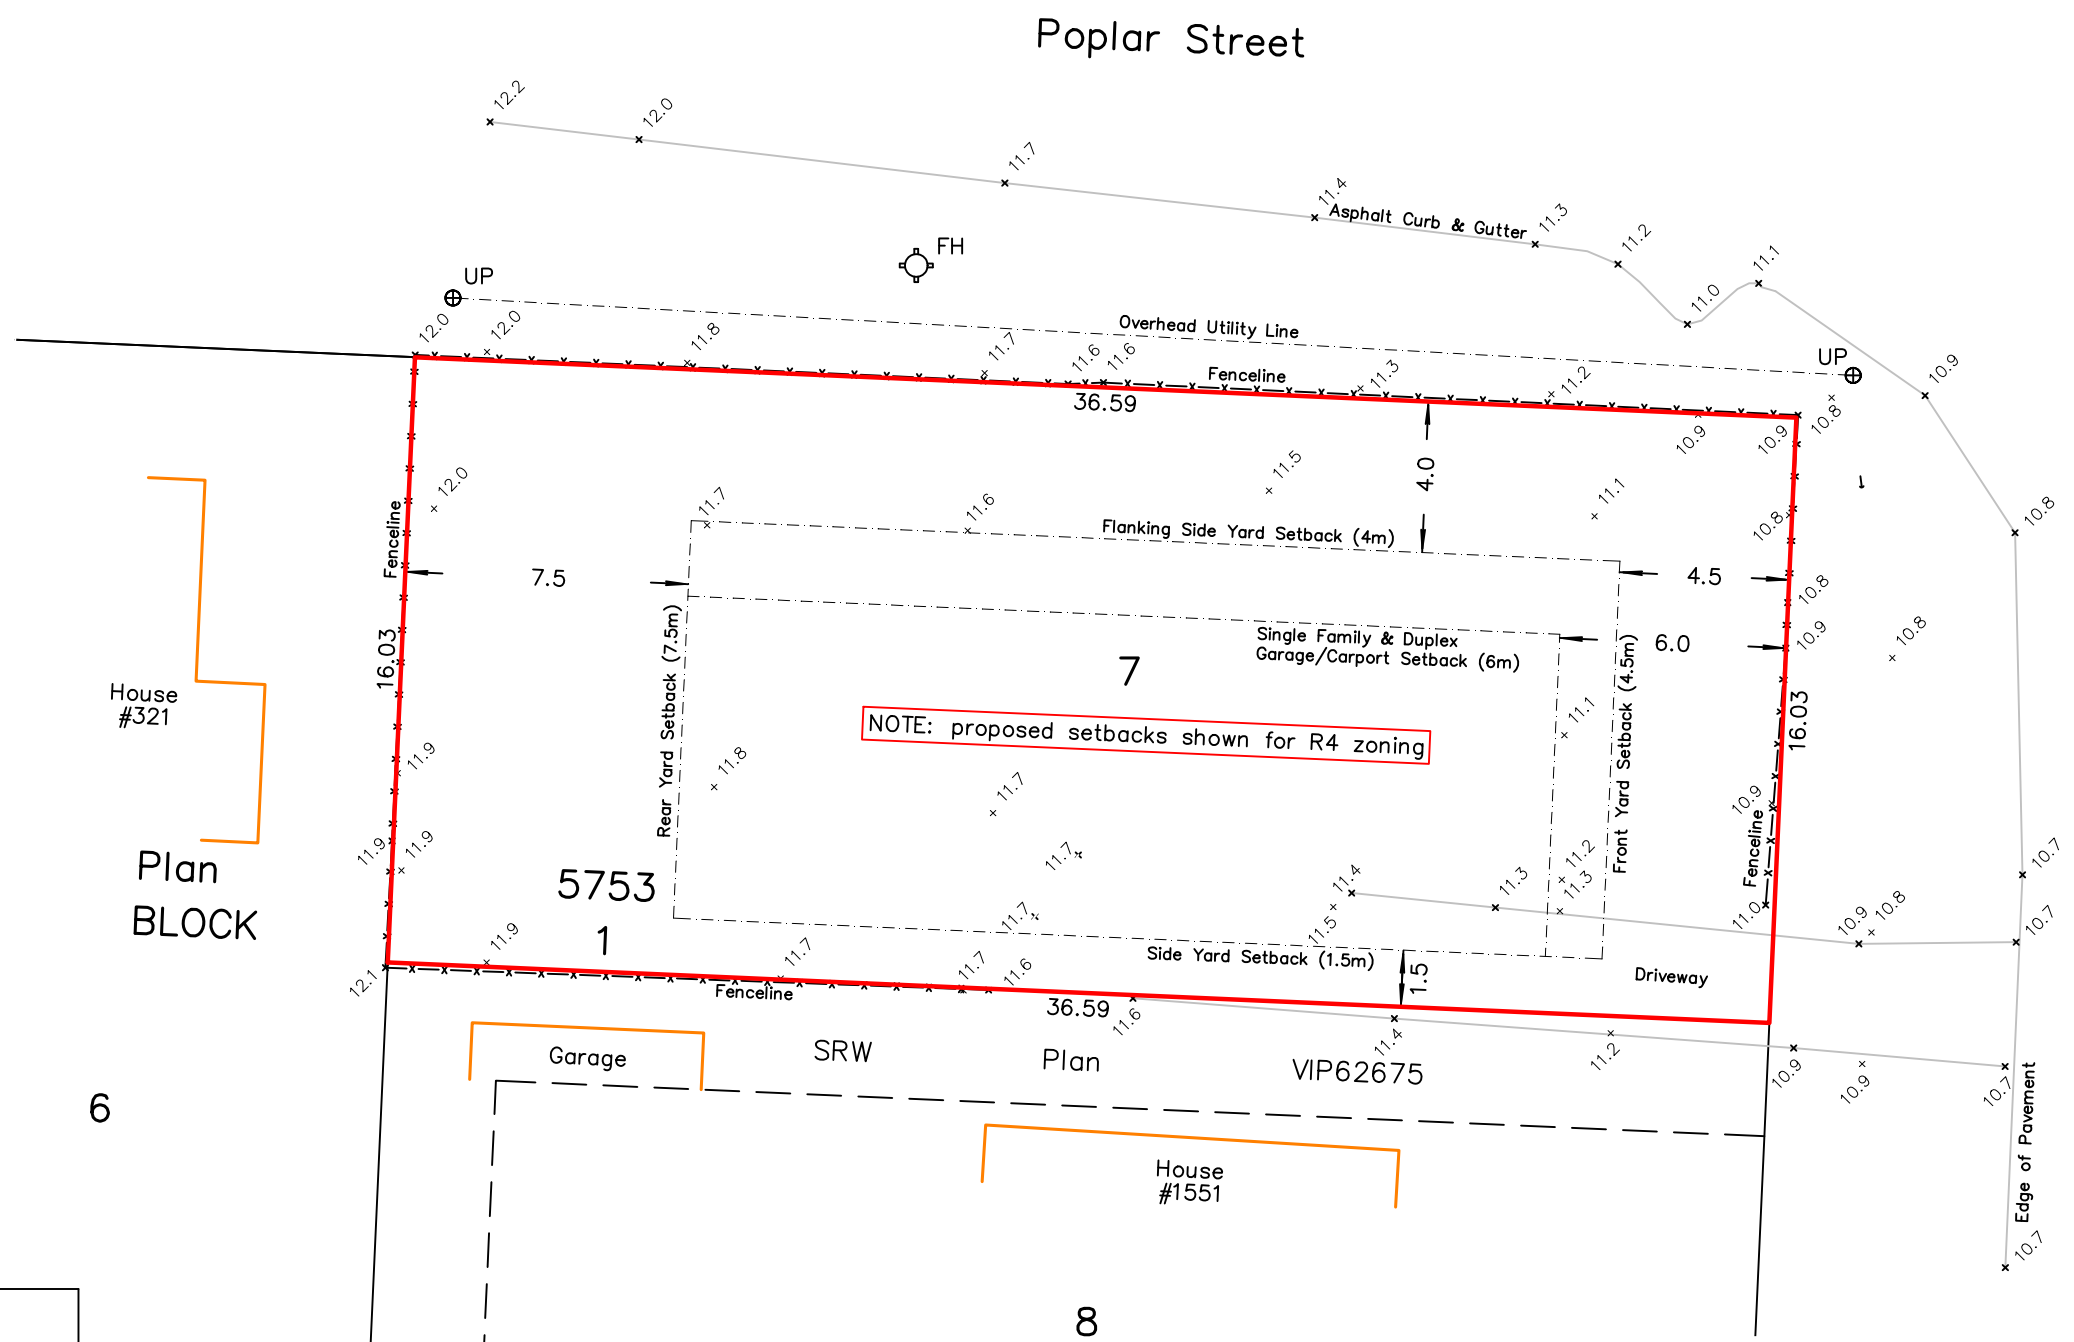 Poplar Street
12.2
12.0
11.7
11.4
Asphalt Curb & Gutter
11.3
11.2
11.0
11.1
FH
UP
12.0
12.0
11.8
11.7
11.6
11.6
Overhead Utility Line
Fenceline
36.59
11.3
11.2
UP
10.9
10.9
10.9
10.8
10.8
12.0
Fenceline
11.7
11.6
11.5
4.0
11.1
10.8
Flanking Side Yard Setback (4m)
7.5
4.5
10.8
16.03
Rear Yard Setback (7.5m)
Single Family & Duplex
Garage/Carport Setback (6m)
6.0
10.9
10.8
House
#321
7
Front Yard Setback (4.5m)
16.03
NOTE: proposed setbacks shown for R4 zoning
11.1
11.9
11.8
11.7
10.9
Fenceline
11.9
11.9
11.7
11.4
11.3
11.2
11.3
11.0
10.7
Plan
BLOCK
5753
1
11.9
11.7
11.7
11.5
10.9
10.8
10.7
Side Yard Setback (1.5m)
1.5
Driveway
12.1
Fenceline
11.7
11.6
36.59
11.6
11.4
11.2
10.9
10.9
10.7
Garage
SRW
Plan
VIP62675
6
House
#1551
Edge of Pavement
10.7
8